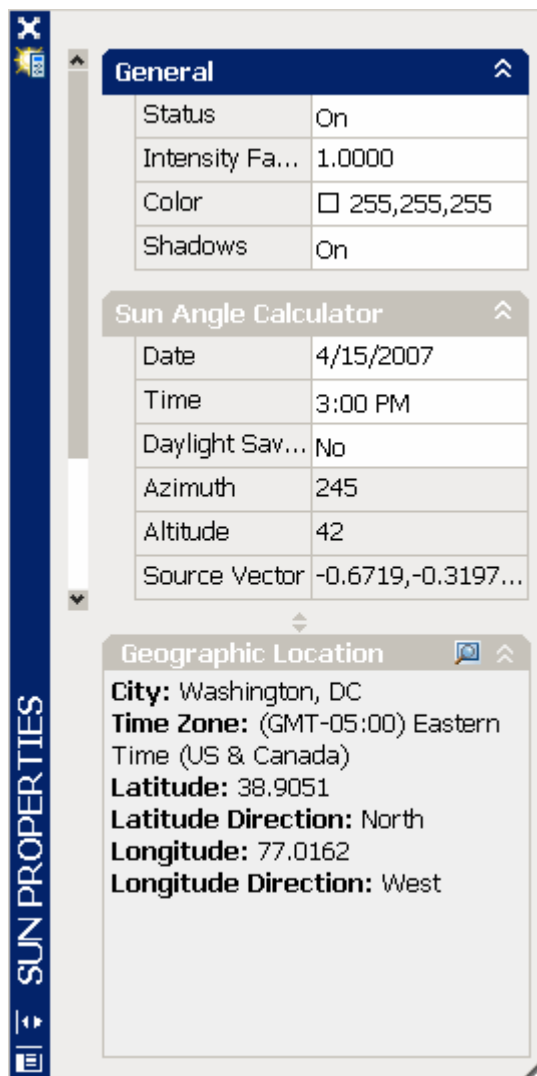 General
Status On
Intensity Fa... 1.0000
Color 255,255,255
Shadows On
Sun Angle Calculator
Date 4/15/2007
Time 3:00 PM
Daylight Sav... No
Azimuth 245
Altitude 42
Source Vector -0.6719,-0.3197...
Geographic Location
City: Washington, DC
Time Zone: (GMT-05:00) Eastern
Time (US & Canada)
Latitude: 38.9051
Latitude Direction: North
Longitude: 77.0162
Longitude Direction: West
SUN PROPERTIES